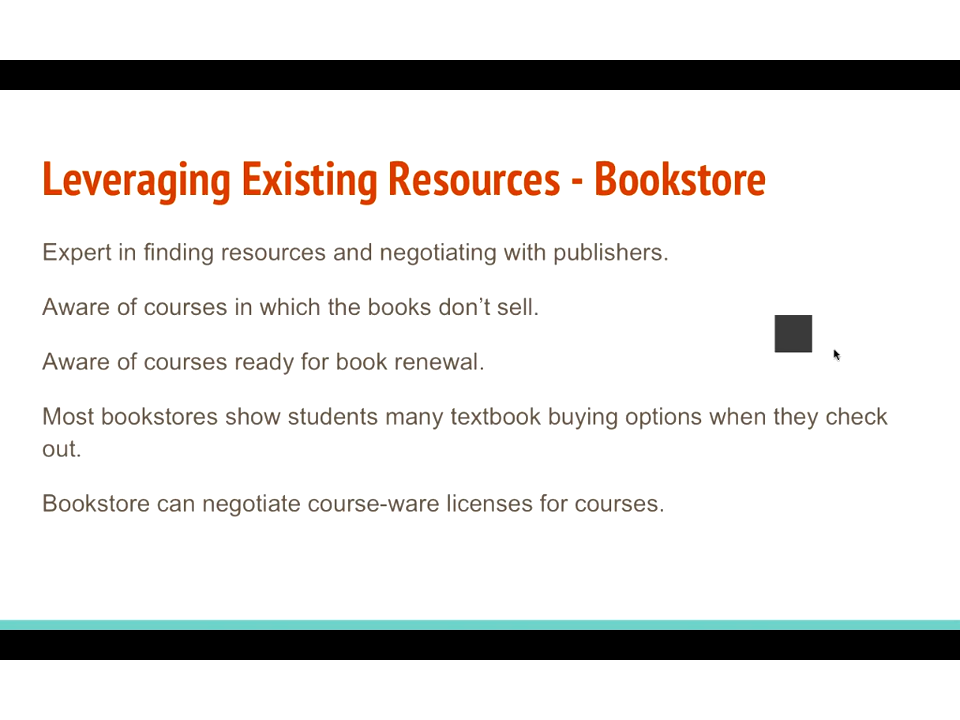 Leveraging Existing Resources - Bookstore
Expert in finding resources and negotiating with publishers.
Aware of courses in which the books don’t sell.
Aware of courses ready for book renewal.
Most bookstores show students many textbook buying options when they check
out.
Bookstore can negotiate course-ware licenses for courses.